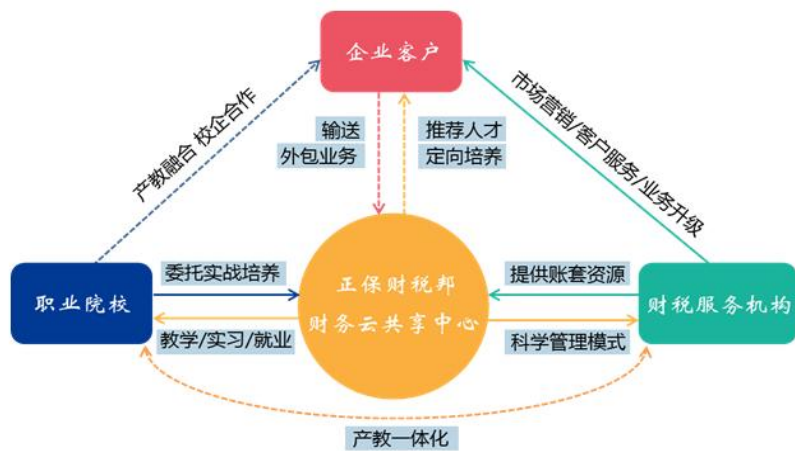 企业客户
产教融合 校企合作
输送
外包业务
推荐人才
定向培养
市场营销/客户服务/业务升级
职业院校
委托实战培养
教学/实习/就业
正保财税邦
财务云共享中心
提供账套资源
科学管理模式
财税服务机构
产教一体化